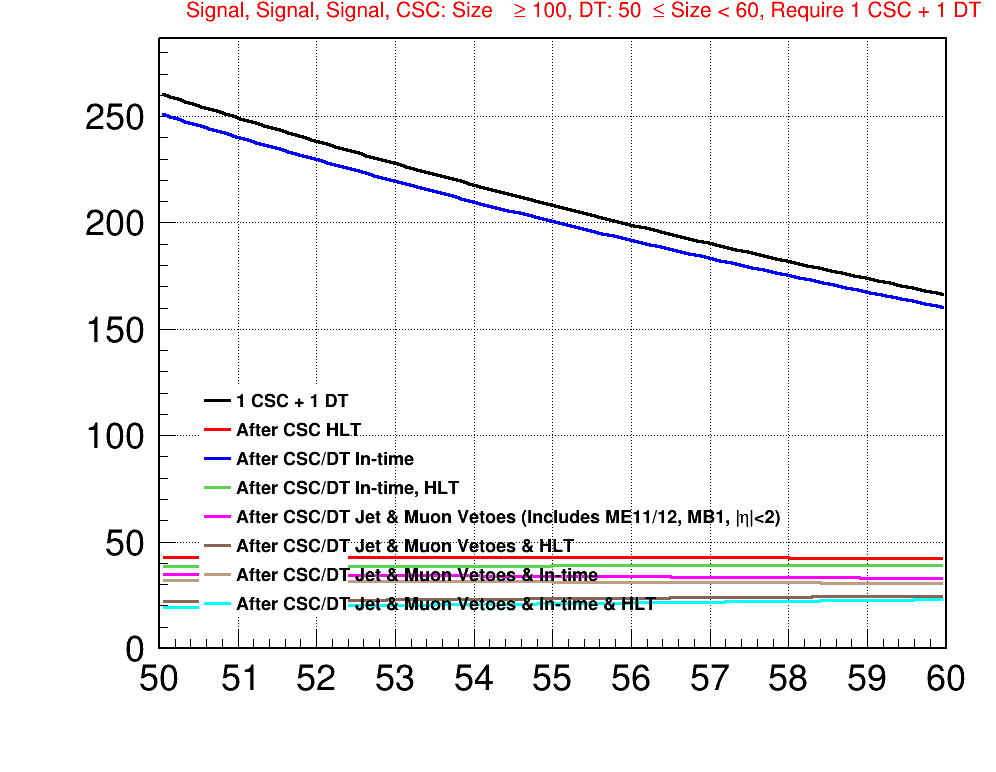 Signal, Signal, Signal, CSC: Size ≥ 100, DT: 50 ≤ Size < 60, Require 1 CSC + 1 DT
250
200
150
100
50
0
1 CSC + 1 DT
After CSC HLT
After CSC/DT In-time
After CSC/DT In-time, HLT
After CSC/DT Jet & Muon Vetoes (Includes ME11/12, MB1, |η|<2)
After CSC/DT Jet & Muon Vetoes & HLT
After CSC/DT Jet & Muon Vetoes & In-time
After CSC/DT Jet & Muon Vetoes & In-time & HLT
50 51 52 53 54 55 56 57 58 59 60